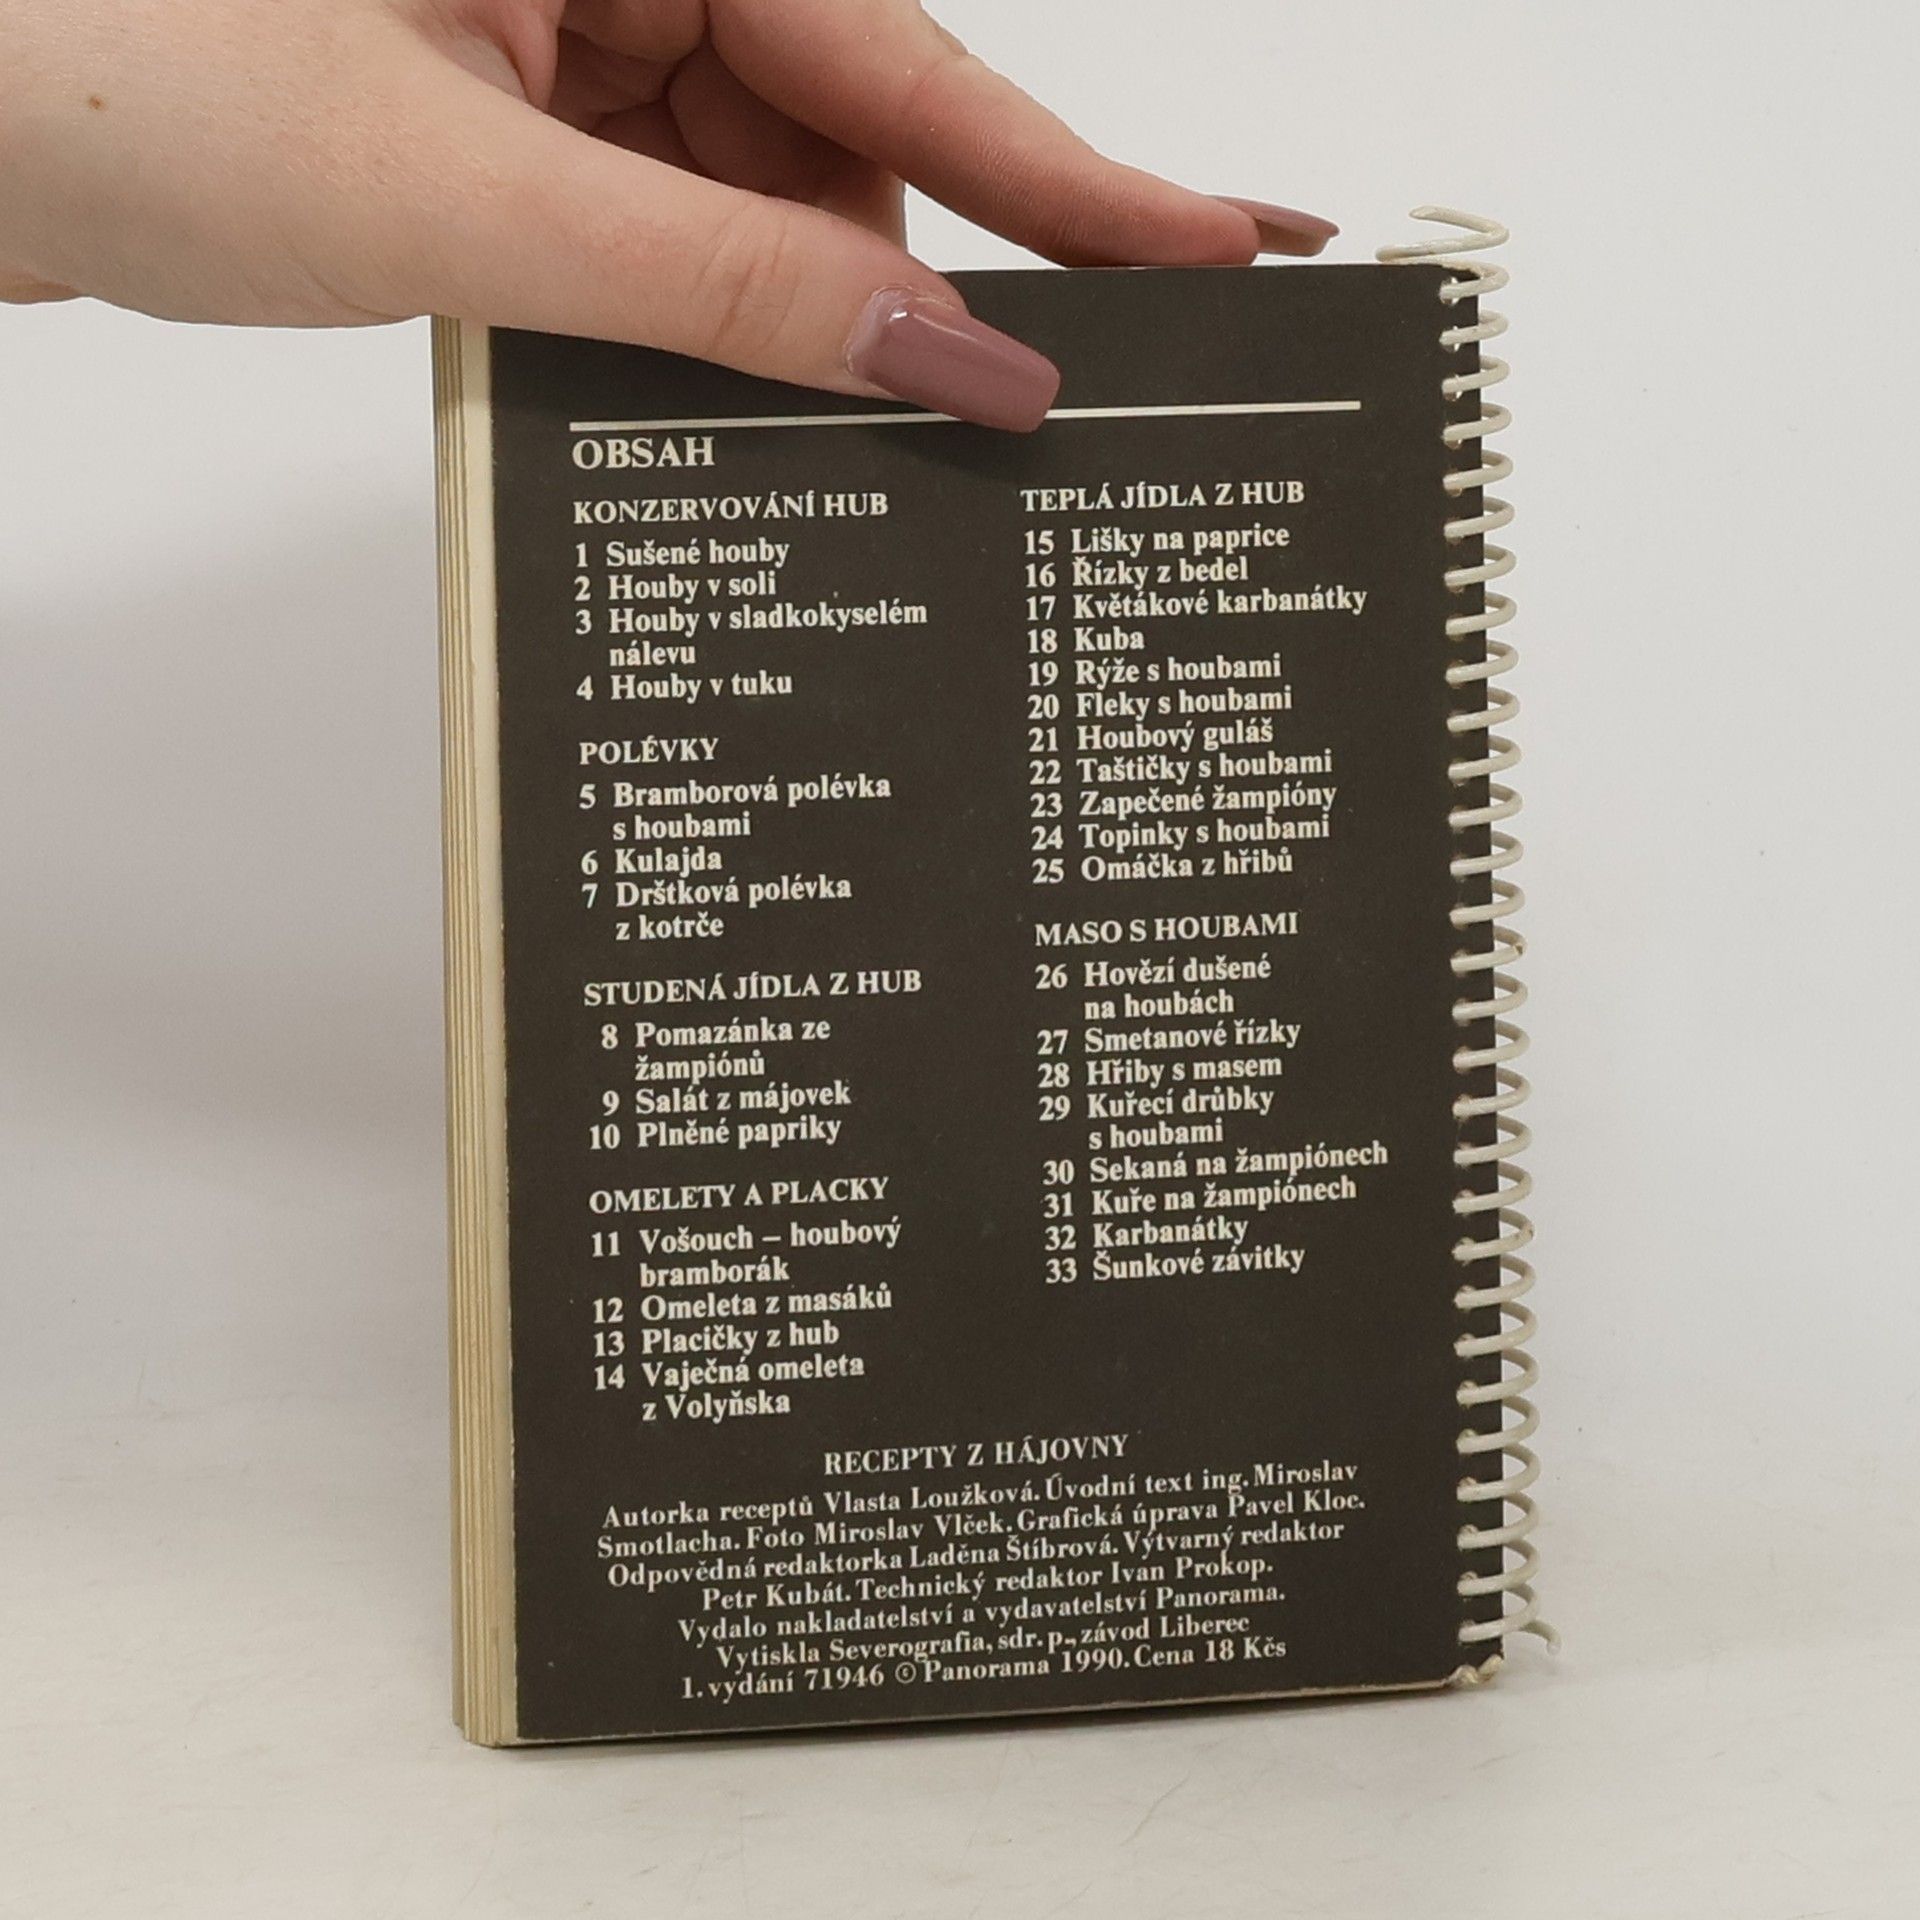 OBSAH
KONZERVOVÁNÍ HUB
1 Sušené houby
2 Houby v soli
3 Houby v sladkokyselém
nálevu
4 Houby v tuku
POLÉVKY
5 Bramborová polévka
s houbami
6 Kulajda
7 Drštková polévka
z kotrče
STUDENÁ JÍDLA Z HUB
8 Pomazánka ze
žampiónů
9 Salát z májovek
10 Plněné papriky
OMELETY A PLACKY
11 Vošouch – houbový
bramborák
12 Omeleta z masáků
13 Placičky z hub
14 Vaječná omeleta
z Volyňska
TEPLÁ JÍDLA Z HUB
15 Lišky na paprice
16 Řízky z bedel
17 Květákové karbanátky
18 Kuba
19 Rýže s houbami
20 Fleky s houbami
21 Houbový guláš
22 Taštičky s houbami
23 Zapečené žampióny
24 Topinky s houbami
25 Omáčka z hřibů
MASO S HOUBAMI
26 Hovězí dušené
na houbách
27 Smetanové řízky
28 Hřiby s masem
29 Kuřecí drůbky
s houbami
30 Sekaná na žampiónech
31 Kuře na žampiónech
32 Karbanátky
33 Šunkové závitky
RECEPTY Z HÁJOVNY
Autorka receptů Vlasta Loužková. Úvodní text ing. Miroslav
Smotlacha. Foto Miroslav Vlček. Grafická úprava Pavel Kloc.
Odpovědná redaktorka Laděna Štíbrová. Výtvarný redaktor
Petr Kubát. Technický redaktor Ivan Prokop.
Vydalo nakladatelství a vydavatelství Panorama.
Vytiskla Severografia, sdr. p., závod Liberec
1. vydání 71946 © Panorama 1990. Cena 18 Kčs